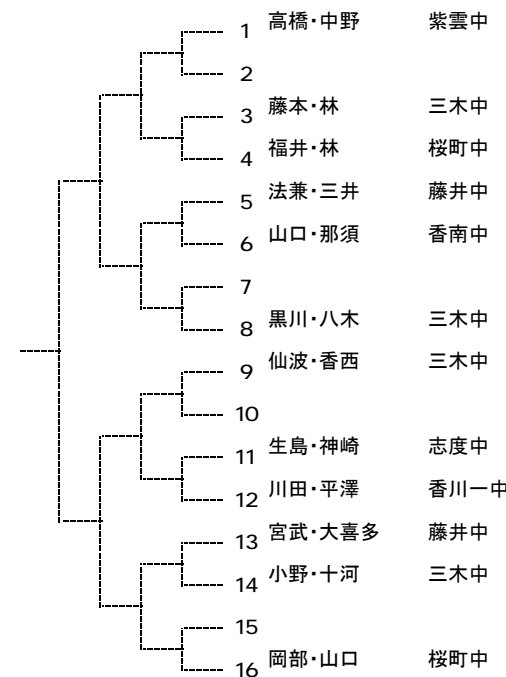 1 高橋・中野 紫雲中
2
3 藤本・林 三木中
4 福井・林 桜町中
5 法兼・三井 藤井中
6 山口・那須 香南中
7
8 黒川・八木 三木中
9 仙波・香西 三木中
10
11 生島・神崎 志度中
12 川田・平澤 香川一中
13 宮武・大喜多 藤井中
14 小野・十河 三木中
15
16 岡部・山口 桜町中